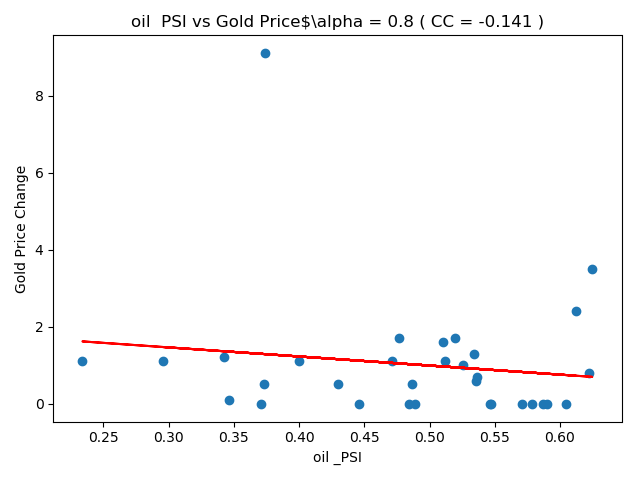 oil  PSI vs Gold Price$\alpha = 0.8 ( CC = -0.141 )
Gold Price Change
8
6
4
2
0
0.25 0.30 0.35 0.40 0.45 0.50 0.55 0.60
oil _PSI